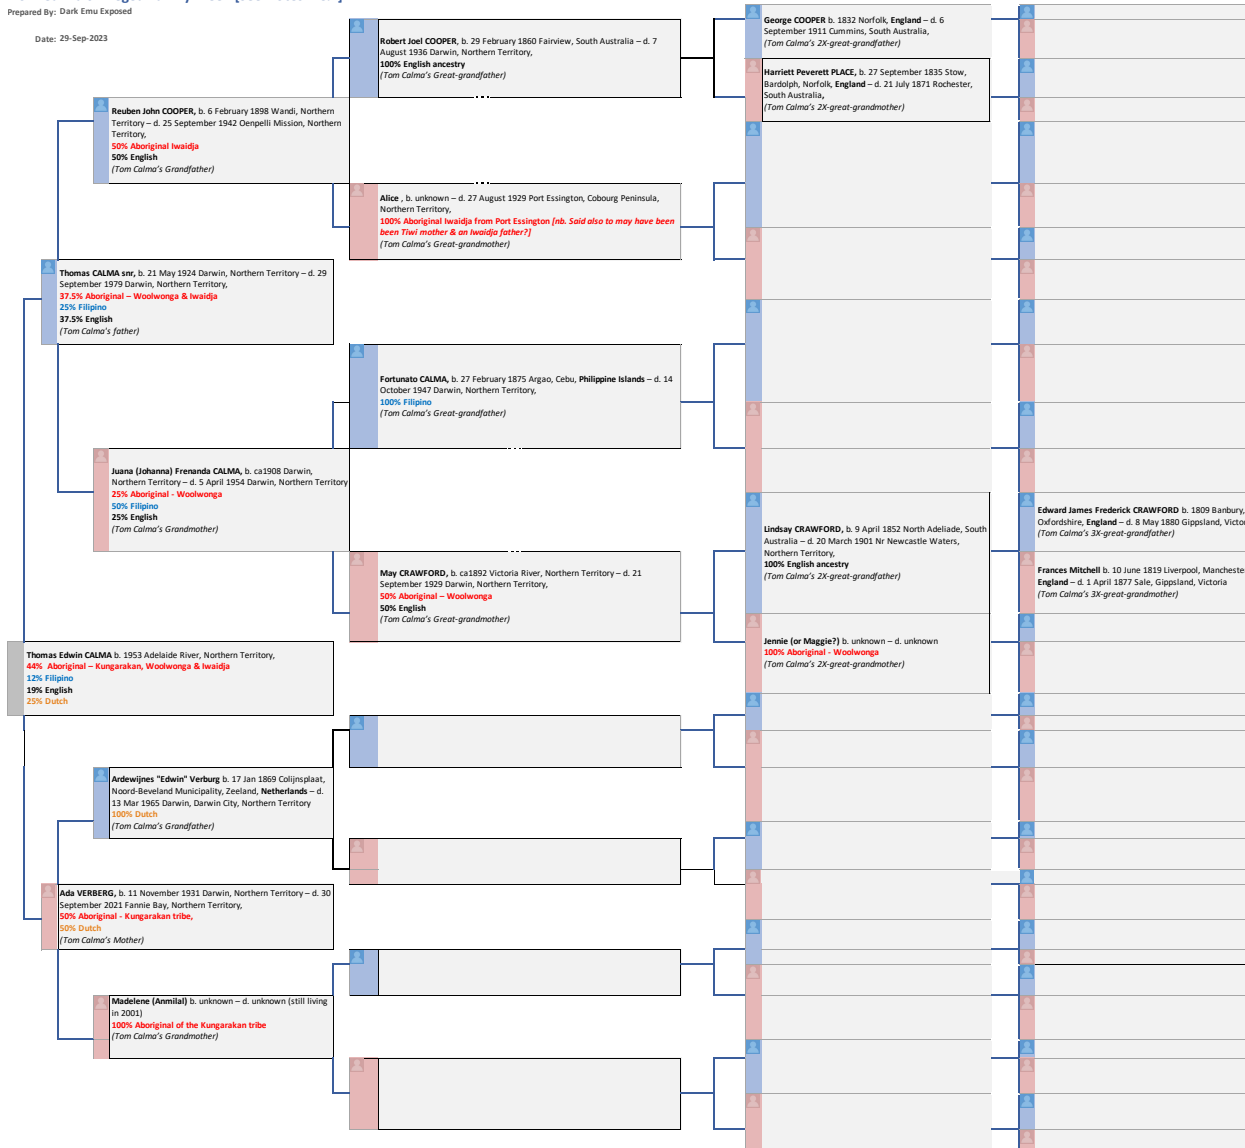 Prepared By: Dark Emu Exposed
Date: 29-Sep-2023
Thomas Edwin CALMA b. 1953 Adelaide River, Northern Territory,
44% Aboriginal – Kungarakan, Woolwonga & Iwaidja
12% Filipino
19% English
25% Dutch
Thomas CALMA snr, b. 21 May 1924 Darwin, Northern Territory – d. 29
September 1979 Darwin, Northern Territory,
37.5% Aboriginal – Woolwonga & Iwaidja
25% Filipino
37.5% English
(Tom Calma's father)
Ada VERBERG, b. 11 November 1931 Darwin, Northern Territory – d. 30
September 2021 Fannie Bay, Northern Territory,
50% Aboriginal - Kungarakan tribe,
50% Dutch
(Tom Calma's Mother)
Reuben John COOPER, b. 6 February 1898 Wandi, Northern
Territory – d. 25 September 1942 Oenpelli Mission, Northern
Territory,
50% Aboriginal Iwaidja
50% English
(Tom Calma's Grandfather)
Juana (Johanna) Frenanda CALMA, b. ca1908 Darwin,
Northern Territory – d. 5 April 1954 Darwin, Northern Territory
25% Aboriginal - Woolwonga
50% Filipino
25% English
(Tom Calma's Grandmother)
Ardewijnes "Edwin" Verburg b. 17 Jan 1869 Colijnsplaat,
Noord-Beveland Municipality, Zeeland, Netherlands – d.
13 Mar 1965 Darwin, Darwin City, Northern Territory
100% Dutch
(Tom Calma's Grandfather)
Madelene (Anmilal) b. unknown – d. unknown (still living
in 2001)
100% Aboriginal of the Kungarakan tribe
(Tom Calma's Grandmother)
Robert Joel COOPER, b. 29 February 1860 Fairview, South Australia – d. 7
August 1936 Darwin, Northern Territory,
100% English ancestry
(Tom Calma's Great-grandfather)
Alice , b. unknown – d. 27 August 1929 Port Essington, Cobourg Peninsula,
Northern Territory,
100% Aboriginal Iwaidja from Port Essington [nb. Said also to may have been
been Tiwi mother & an Iwaidja father?]
(Tom Calma's Great-grandmother)
Fortunato CALMA, b. 27 February 1875 Argao, Cebu, Philippine Islands – d. 14
October 1947 Darwin, Northern Territory,
100% Filipino
(Tom Calma's Great-grandfather)
May CRAWFORD, b. ca1892 Victoria River, Northern Territory – d. 21
September 1929 Darwin, Northern Territory,
50% Aboriginal – Woolwonga
50% English
(Tom Calma's Great-grandmother)
George COOPER b. 1832 Norfolk, England – d. 6
September 1911 Cummins, South Australia,
(Tom Calma's 2X-great-grandfather)
Harriett Peverett PLACE, b. 27 September 1835 Stow,
Bardolph, Norfolk, England – d. 21 July 1871 Rochester,
South Australia,
(Tom Calma's 2X-great-grandmother)
Lindsay CRAWFORD, b. 9 April 1852 North Adeliade, South
Australia – d. 20 March 1901 Nr Newcastle Waters,
Northern Territory,
100% English ancestry
(Tom Calma's 2X-great-grandfather)
Jennie (or Maggie?) b. unknown – d. unknown
100% Aboriginal - Woolwonga
(Tom Calma's 2X-great-grandmother)
Edward James Frederick CRAWFORD b. 1809 Banbury,
Oxfordshire, England – d. 8 May 1880 Gippsland, Victo
(Tom Calma's 3X-great-grandfather)
Frances Mitchell b. 10 June 1819 Liverpool, Mancheste
England – d. 1 April 1877 Sale, Gippsland, Victoria
(Tom Calma's 3X-great-grandmother)